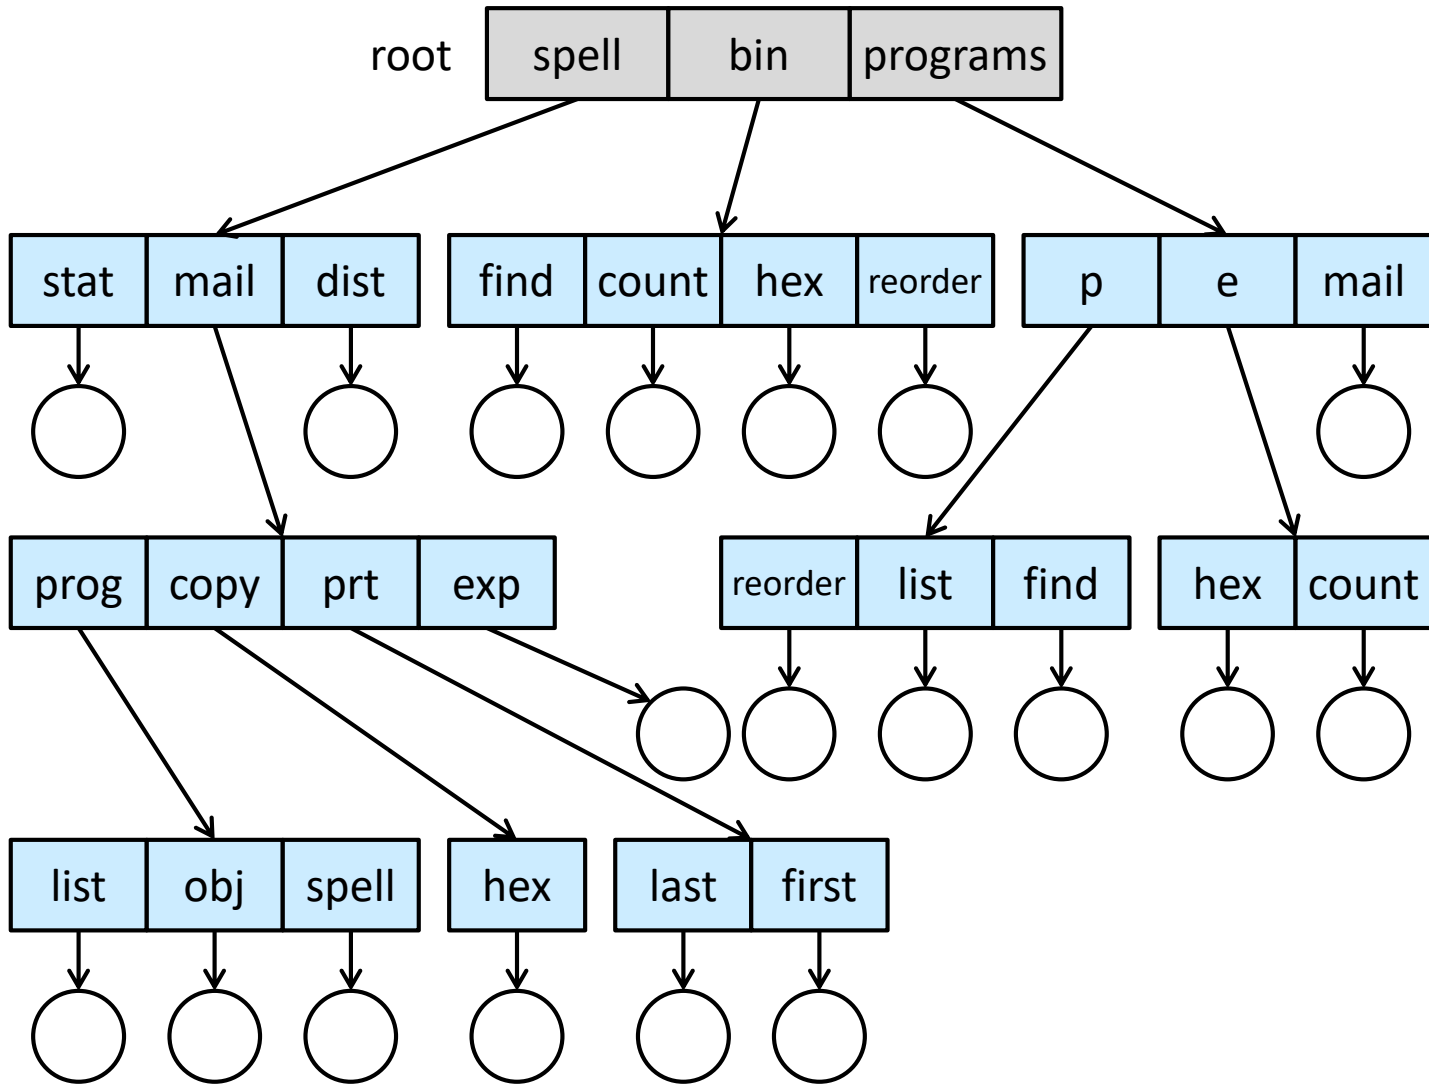 root spell bin programs
stat mail dist find count hex reorder p e mail
prog copy prt exp reorder list find hex count
list obj spell hex last first